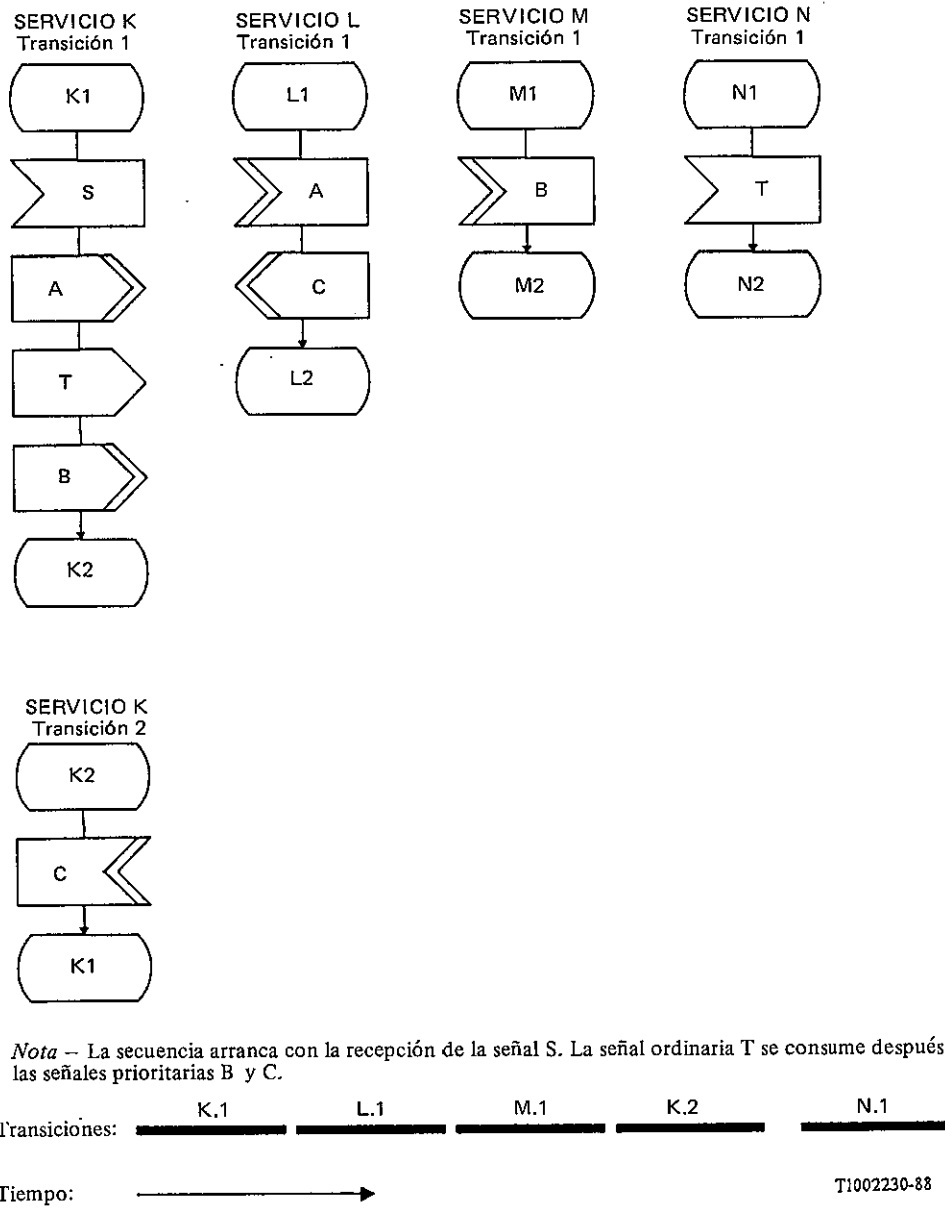 SERVICIO K
Transición 1
K1
S
A
T
B
K2
SERVICIO L
Transición 1
L1
A
C
L2
SERVICIO M
Transición 1
M1
B
M2
SERVICIO N
Transición 1
N1
T
N2
SERVICIO K
Transición 2
K2
C
K1
Nota – La secuencia arranca con la recepción de la señal S. La señal ordinaria T se consume después
las señales prioritarias B y C.
K.1 L.1 M.1 K.2 N.1
Transiciones:
Tiempo:
T1002230-88